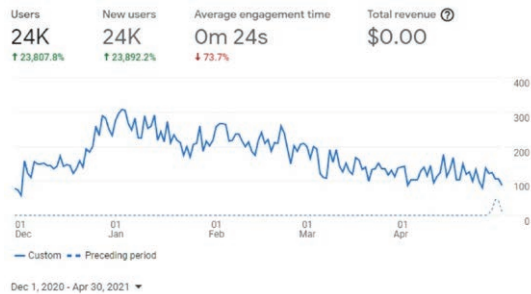 Users New users Average engagement time Total revenue ?
24K 24K 0m 24s $0.00
↑ 23,807.8% ↑ 23,892.2% ↓ 73.7%
400
300
200
100
0
01 01 01 01 01
Dec Jan Feb Mar Apr
Custom Preceding period
Dec 1, 2020 - Apr 30, 2021